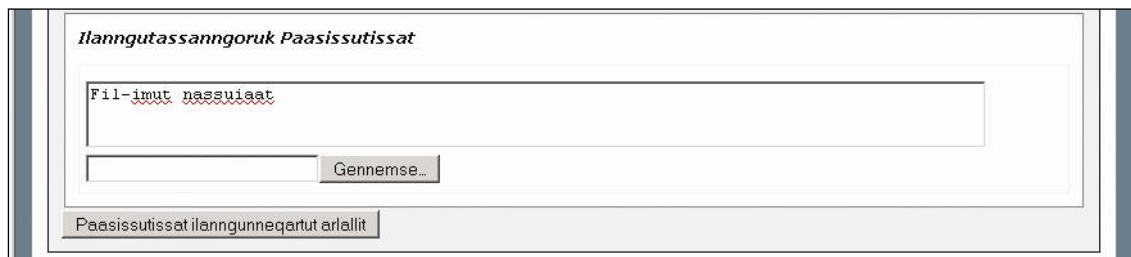 Ilanngutassanngoruk Paasissutissat
Fil-imut nassuiaat
Gennemse...
Paasissutissat ilanngunneqartut arlallit